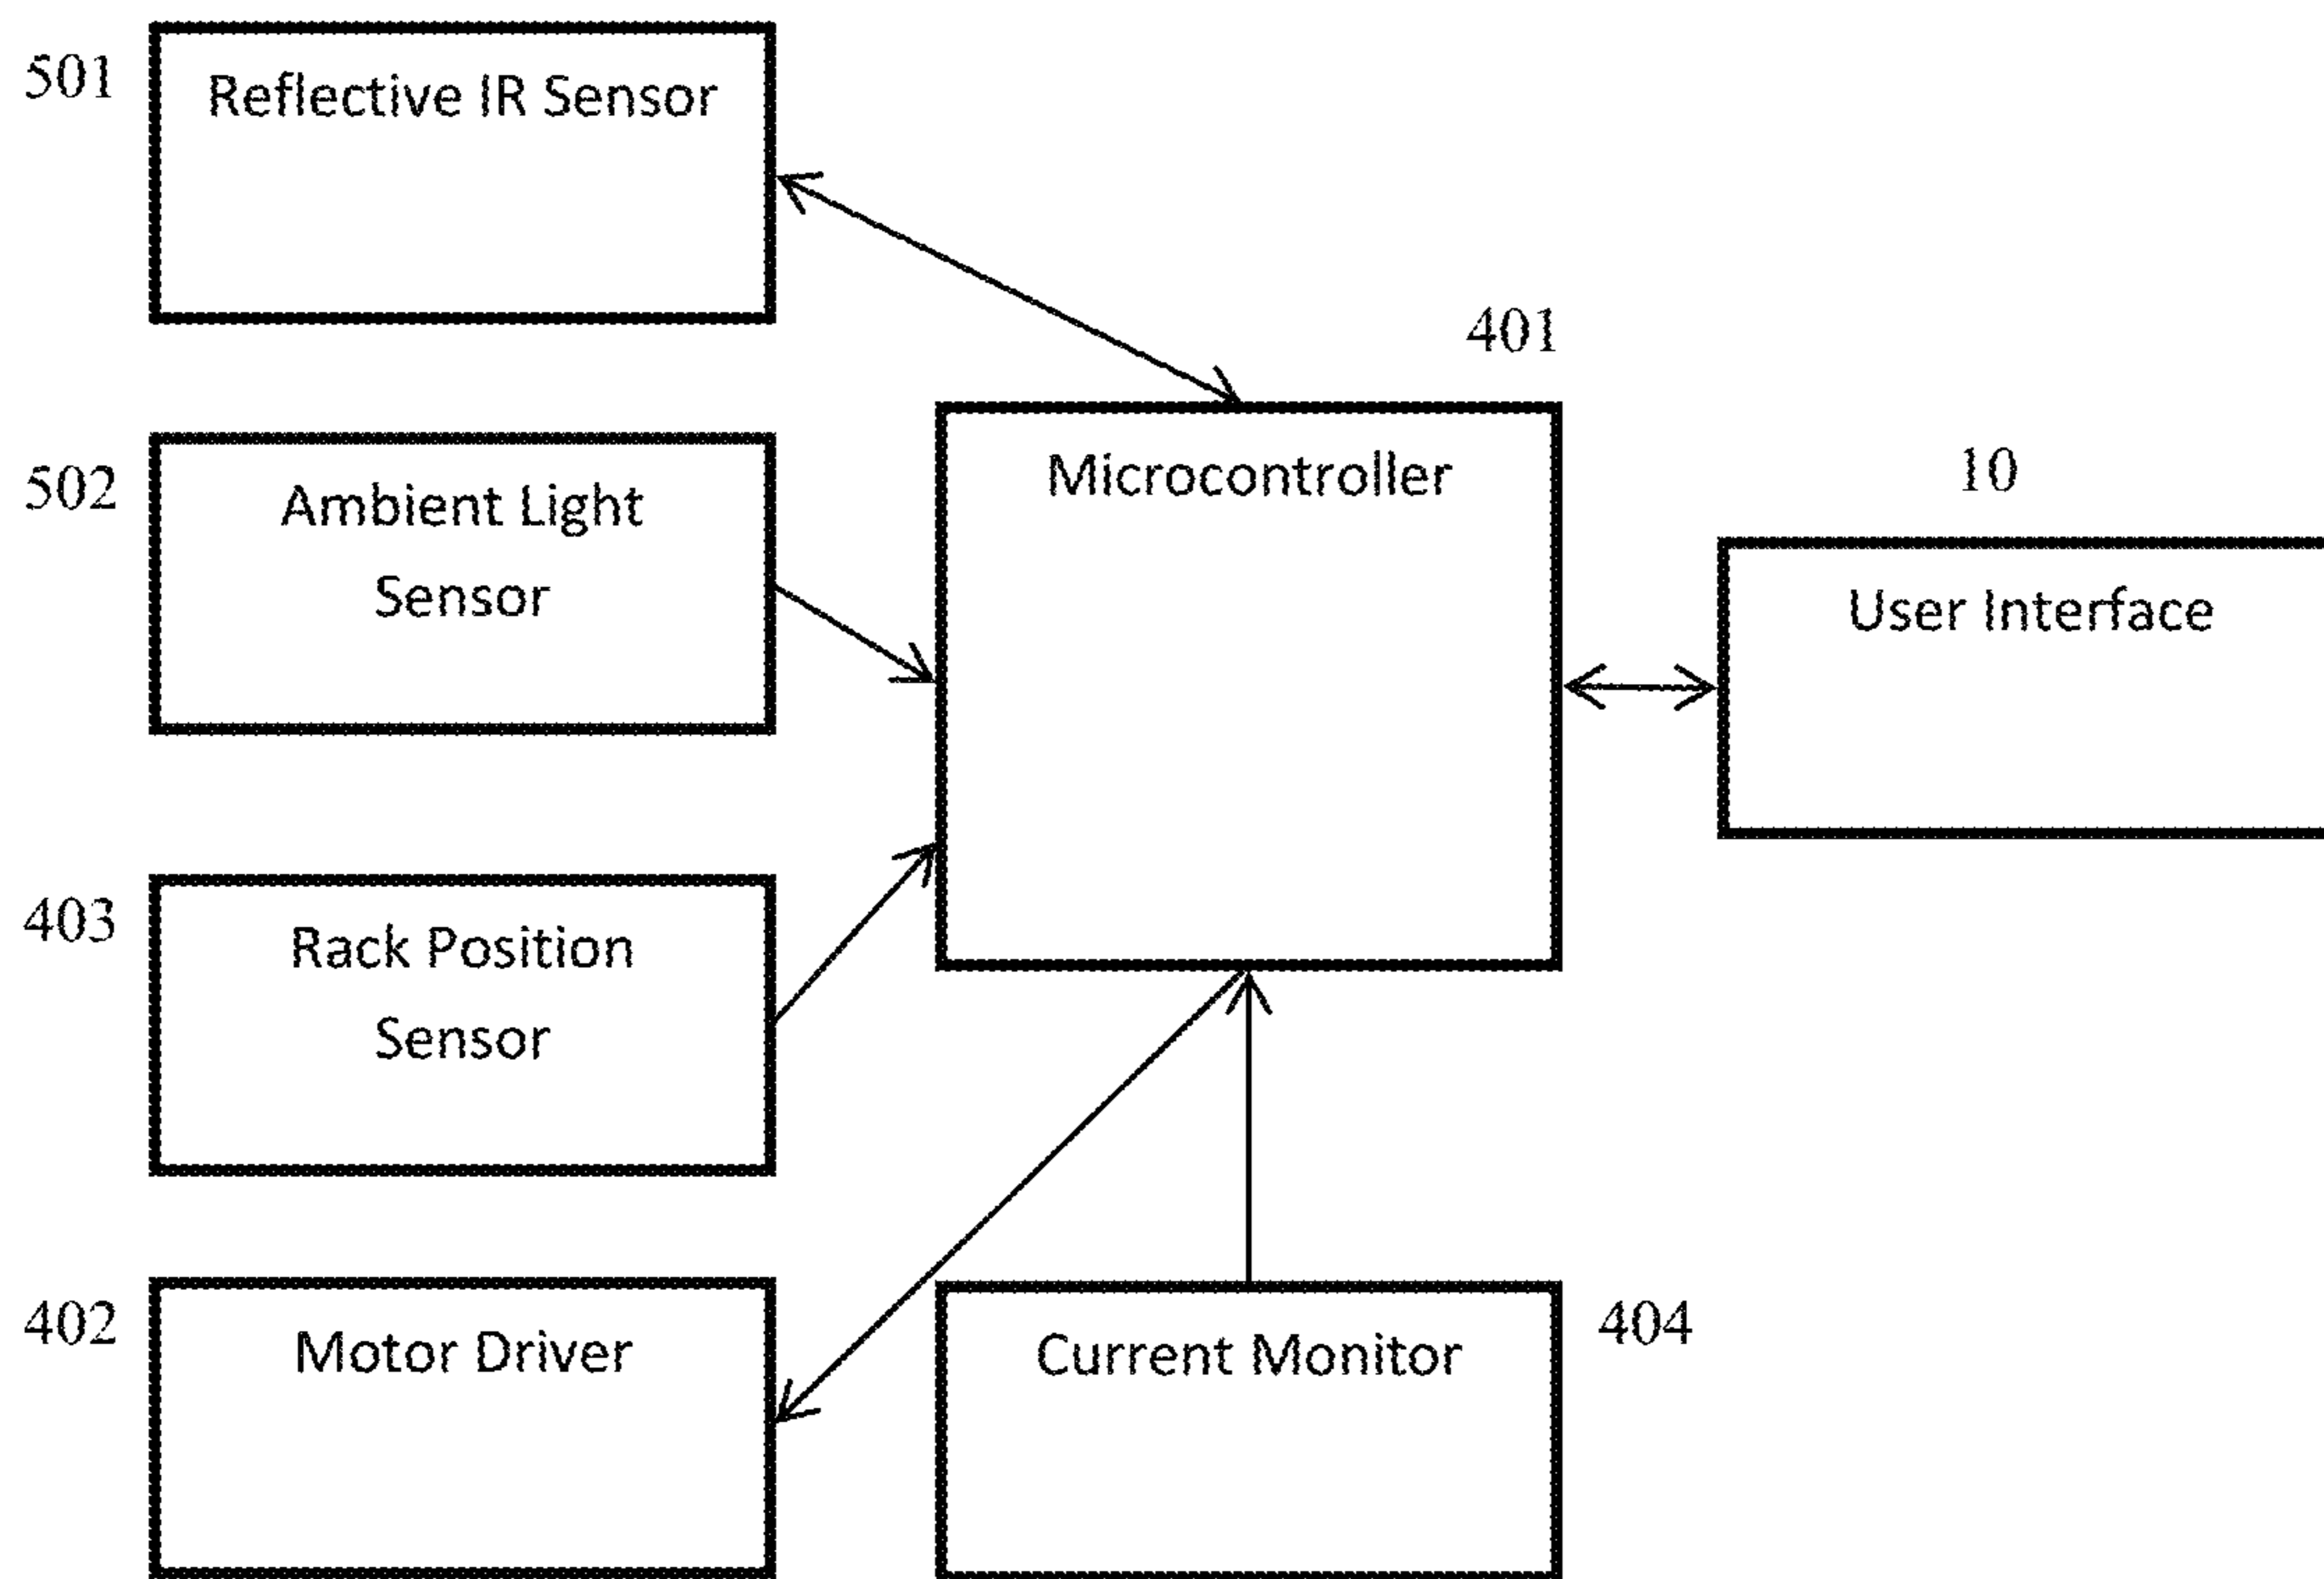 501
Reflective IR Sensor
401
502
Ambient Light
Sensor
Microcontroller
10
User Interface
403
Rack Position
Sensor
402
Motor Driver
Current Monitor
404